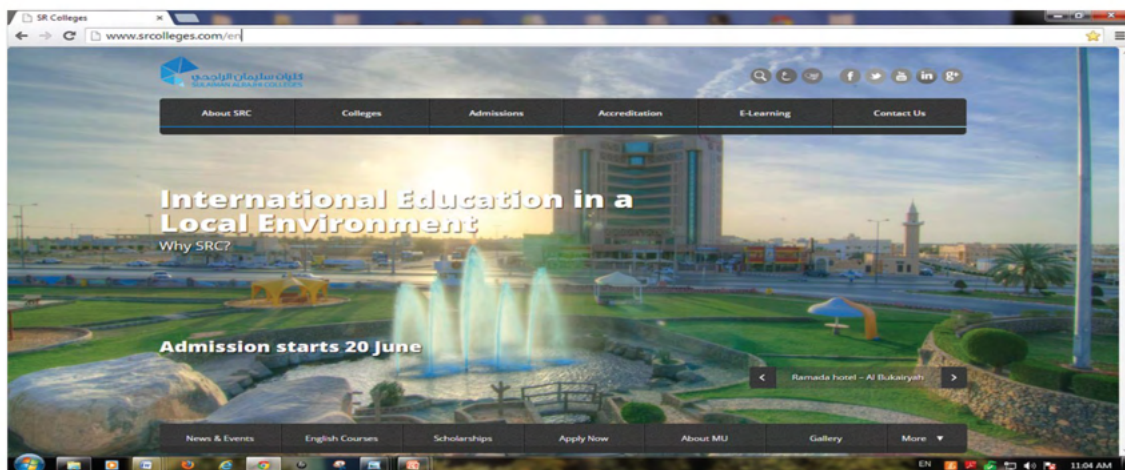 SR Colleges
www.srcolleges.com/en
كليات سليمان الراجحي
SULAIMAN ALRAJHI COLLEGES
About SRC Colleges Admissions Accreditation E-Learning Contact Us
International Education in a
Local Environment
Why SRC?
Admission starts 20 June
Ramada hotel – Al Bukairyah
News & Events English Courses Scholarships Apply Now About MU Gallery More
EN 11:04 AM